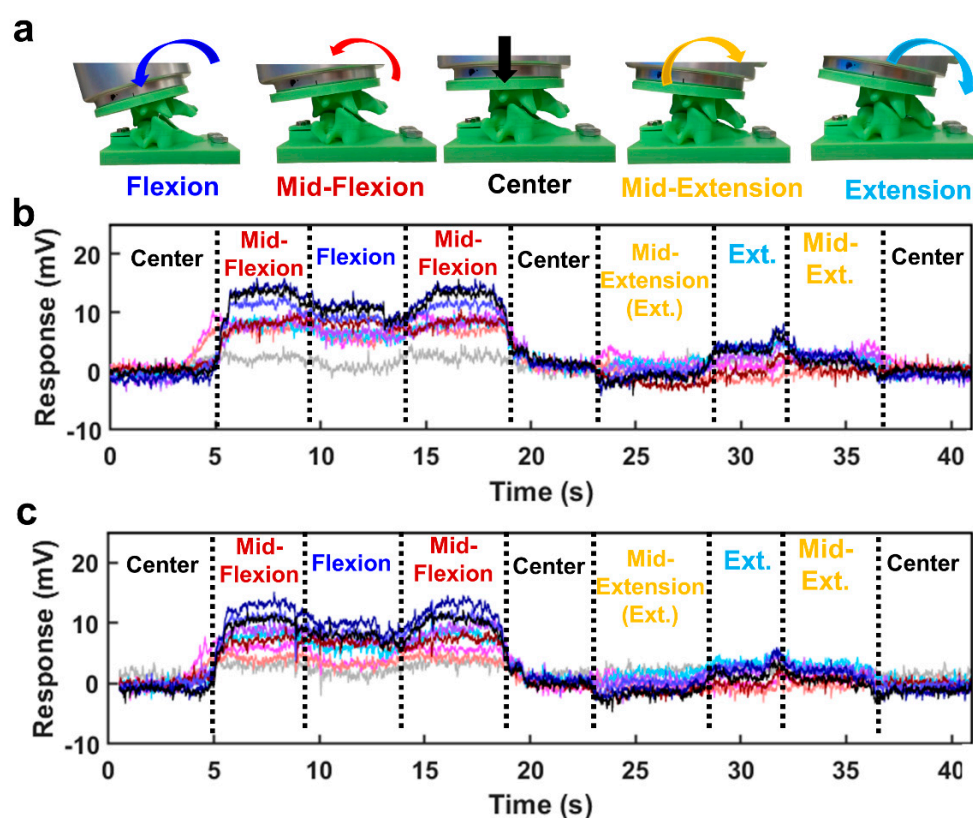 a
Flexion
Mid-Flexion
Center
Mid-Extension
Extension
b
Response (mV)
20
10
0
-10
Center
Mid-
Flexion
Flexion
Mid-
Flexion
Center
Mid-
Extension
(Ext.)
Ext.
Mid-
Ext.
Center
0
5
10
15
20
25
30
35
40
Time (s)
c
Response (mV)
20
10
0
-10
Center
Mid-
Flexion
Flexion
Mid-
Flexion
Center
Mid-
Extension
(Ext.)
Ext.
Mid-
Ext.
Center
0
5
10
15
20
25
30
35
40
Time (s)